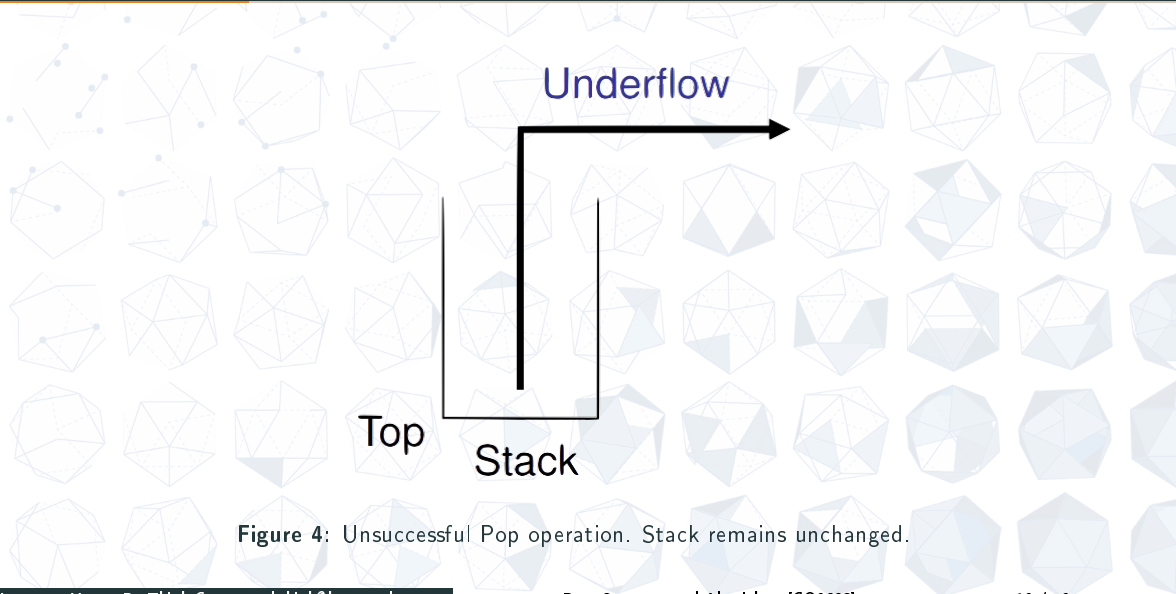 Underflow
Top
Stack
Figure 4: Unsuccessful Pop operation. Stack remains unchanged.